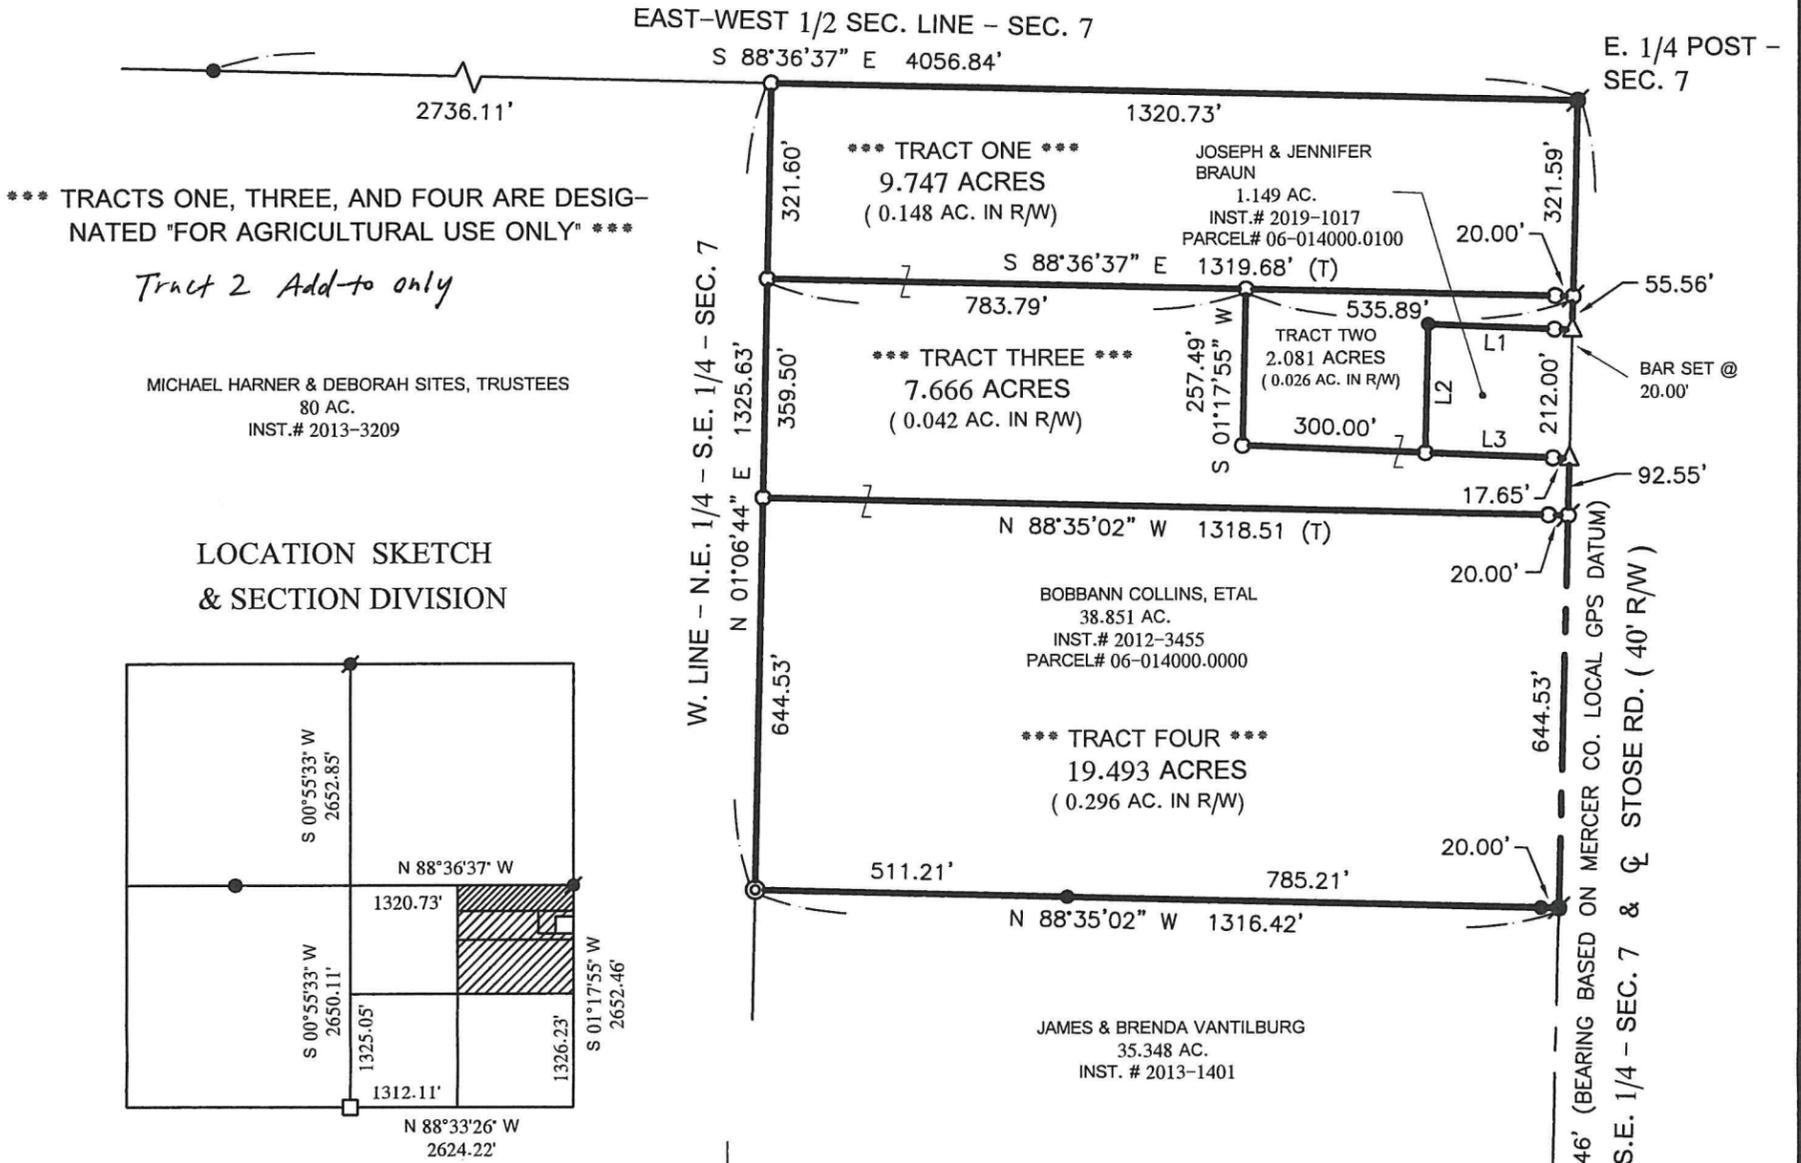 EAST-WEST 1/2 SEC. LINE - SEC. 7
S 88°36'37" E 4056.84'
E. 1/4 POST -
SEC. 7
2736.11'
1320.73'
*** TRACTS ONE, THREE, AND FOUR ARE DESIG-
NATED "FOR AGRICULTURAL USE ONLY" ***
Tract 2 Add-to only
*** TRACT ONE ***
9.747 ACRES
( 0.148 AC. IN R/W)
321.60'
JOSEPH & JENNIFER
BRAUN
1.149 AC.
INST.# 2019-1017
PARCEL# 06-014000.0100
321.59'
20.00'
55.56'
S 88°36'37" E 1319.68' (T)
783.79'
535.89'
MICHAEL HARNER & DEBORAH SITES, TRUSTEES
80 AC.
INST.# 2013-3209
W. LINE - N.E. 1/4 - S.E. 1/4 - SEC. 7
N 01°06'44" E 1325.63'
359.50'
*** TRACT THREE ***
7.666 ACRES
( 0.042 AC. IN R/W)
S 01°17'55" W
257.49'
TRACT TWO
2.081 ACRES
( 0.026 AC. IN R/W)
L1
L2
L3
212.00'
BAR SET @
20.00'
300.00'
17.65'
92.55'
N 88°35'02" W 1318.51 (T)
20.00'
LOCATION SKETCH
& SECTION DIVISION
BOBBANN COLLINS, ETAL
38.851 AC.
INST.# 2012-3455
PARCEL# 06-014000.0000
644.53'
644.53'
*** TRACT FOUR ***
19.493 ACRES
( 0.296 AC. IN R/W)
20.00'
511.21'
785.21'
N 88°35'02" W 1316.42'
46' (BEARING BASED ON MERCER CO. LOCAL GPS DATUM)
S.E. 1/4 - SEC. 7 & ℄ STOSE RD. ( 40' R/W )
JAMES & BRENDA VANTILBURG
35.348 AC.
INST. # 2013-1401
S 00°55'33" W
2652.85'
N 88°36'37" W
1320.73'
S 00°55'33" W
2650.11'
1325.05'
1326.23'
S 01°17'55" W
2652.46'
1312.11'
N 88°33'26" W
2624.22'